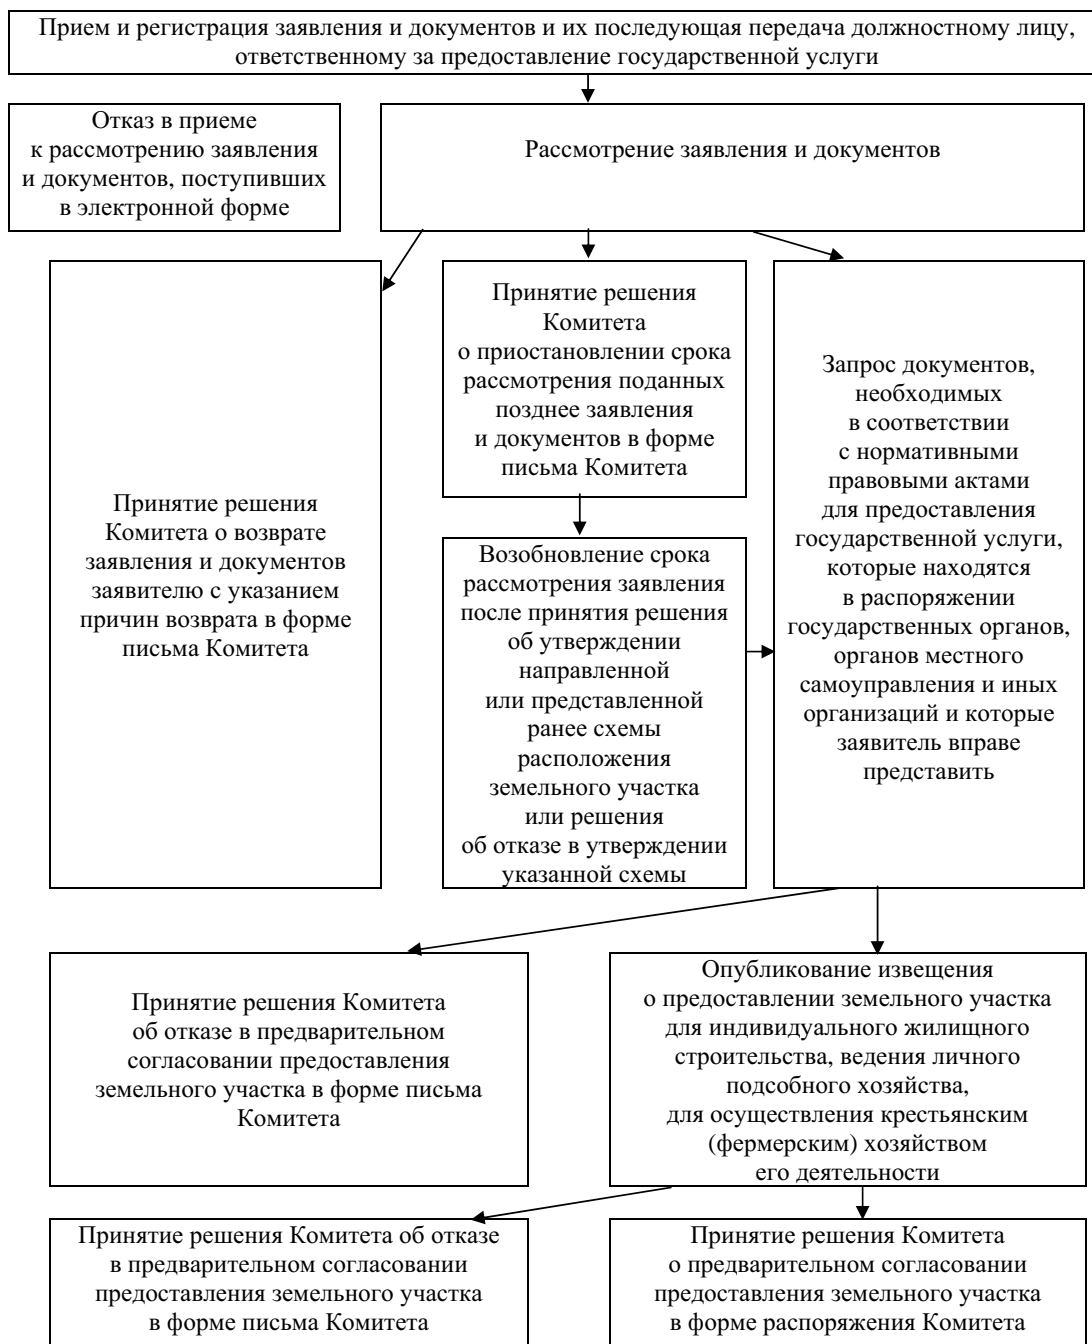 Прием и регистрация заявления и документов и их последующая передача должностному лицу,
ответственному за предоставление государственной услуги
Отказ в приеме
к рассмотрению заявления
и документов, поступивших
в электронной форме
Рассмотрение заявления и документов
Принятие решения
Комитета о возврате
заявления и документов
заявителю с указанием
причин возврата в форме
письма Комитета
Принятие решения
Комитета
о приостановлении срока
рассмотрения поданных
позднее заявления
и документов в форме
письма Комитета
Возобновление срока
рассмотрения заявления
после принятия решения
об утверждении
направленной
или представленной
ранее схемы
расположения
земельного участка
или решения
об отказе в утверждении
указанной схемы
Запрос документов,
необходимых
в соответствии
с нормативными
правовыми актами
для предоставления
государственной услуги,
которые находятся
в распоряжении
государственных органов,
органов местного
самоуправления и иных
организаций и которые
заявитель вправе
представить
Принятие решения Комитета
об отказе в предварительном
согласовании предоставления
земельного участка в форме письма
Комитета
Опубликование извещения
о предоставлении земельного участка
для индивидуального жилищного
строительства, ведения личного
подсобного хозяйства,
для осуществления крестьянским
(фермерским) хозяйством
его деятельности
Принятие решения Комитета об отказе
в предварительном согласовании
предоставления земельного участка
в форме письма Комитета
Принятие решения Комитета
о предварительном согласовании
предоставления земельного участка
в форме распоряжения Комитета